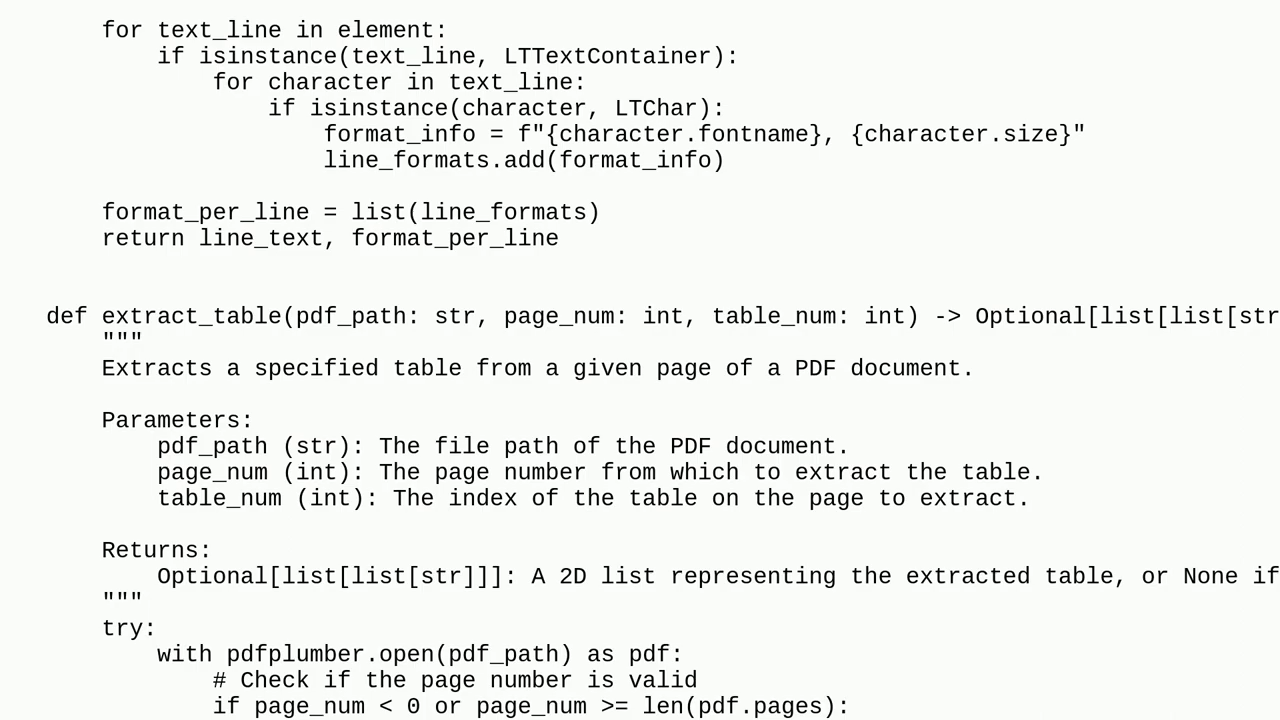 for text_line in element:
if isinstance(text_line, LTTextContainer):
for character in text_line:
if isinstance(character, LTChar):
format_info = f"{character.fontname}, {character.size}"
line_formats.add(format_info)
format_per_line = list(line_formats)
return line_text, format_per_line
def extract_table(pdf_path: str, page_num: int, table_num: int) -> Optional[list[list[str
"""
Extracts a specified table from a given page of a PDF document.
Parameters:
pdf_path (str): The file path of the PDF document.
page_num (int): The page number from which to extract the table.
table_num (int): The index of the table on the page to extract.
Returns:
Optional[list[list[str]]]: A 2D list representing the extracted table, or None if
"""
try:
with pdfplumber.open(pdf_path) as pdf:
# Check if the page number is valid
if page_num < 0 or page_num >= len(pdf.pages):